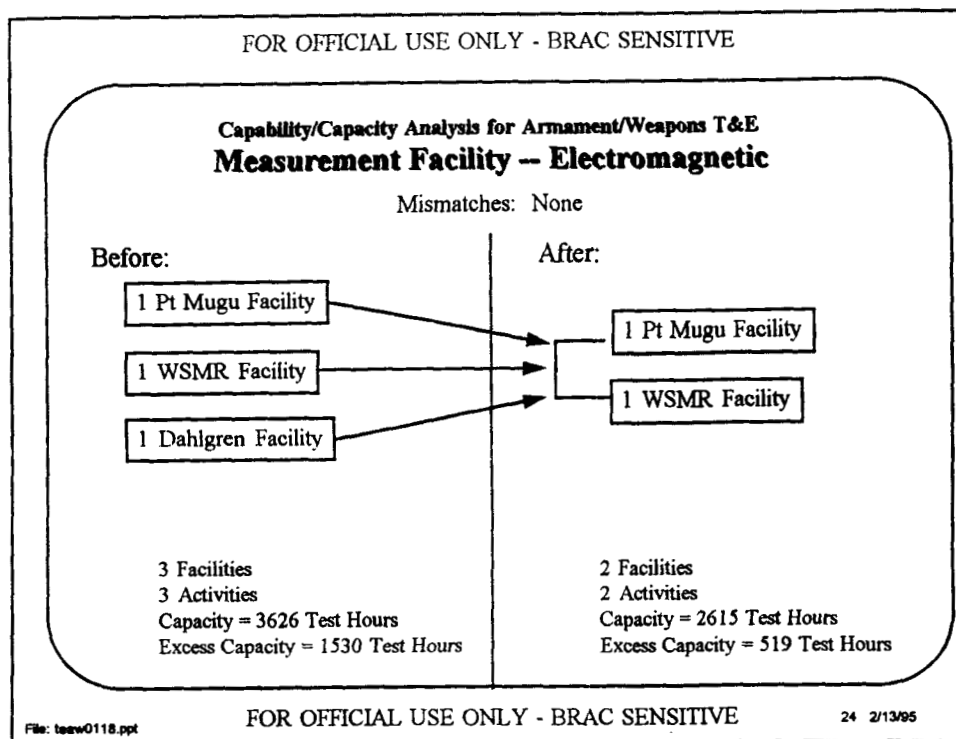 FOR OFFICIAL USE ONLY - BRAC SENSITIVE
Capability/Capacity Analysis for Armament/Weapons T&E
Measurement Facility -- Electromagnetic
Mismatches: None
Before:
1 Pt Mugu Facility
1 WSMR Facility
1 Dahlgren Facility
3 Facilities
3 Activities
Capacity = 3626 Test Hours
Excess Capacity = 1530 Test Hours
After:
1 Pt Mugu Facility
1 WSMR Facility
2 Facilities
2 Activities
Capacity = 2615 Test Hours
Excess Capacity = 519 Test Hours
File: teaw0118.ppt
FOR OFFICIAL USE ONLY - BRAC SENSITIVE
24 2/13/95